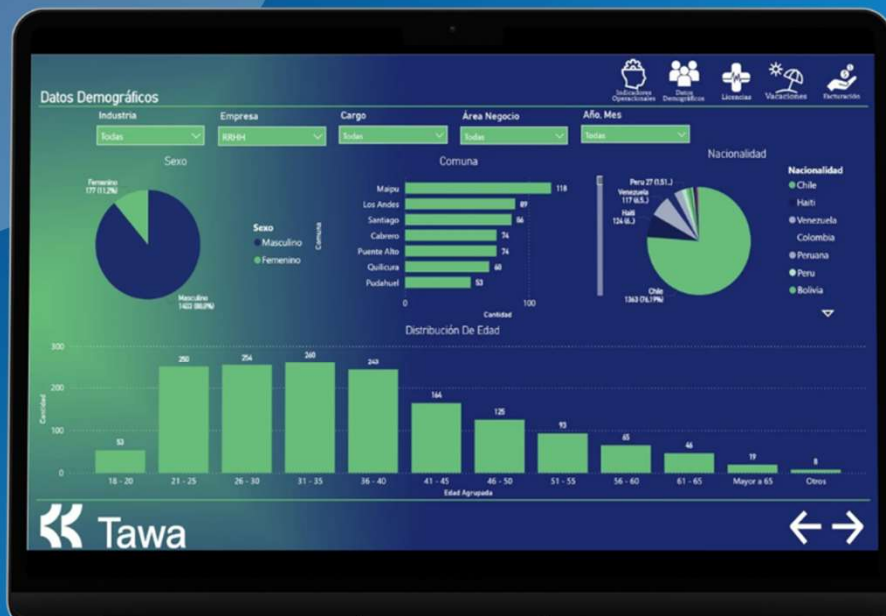 Indicadores Operacionales
Datos Demográficos
Licencias
Vacaciones
Facturación
Datos Demográficos
Industria
Empresa
Cargo
Área Negocio
Año. Mes
Todas
RRHH
Todas
Todas
Todas
Sexo
Femenino
177 (11,2%)
Sexo
Masculino
Femenino
Masculino
Comuna
Comuna
Maipu
118
Los Andes
89
Santiago
86
Cabrero
74
Puente Alto
74
Quilicura
68
Pudahuel
53
0
100
Cantidad
Nacionalidad
Peru 27 (1,51...)
Venezuela
117 (6,5...)
Haiti
Chile
1363 (76,19%)
Nacionalidad
Chile
Haiti
Venezuela
Colombia
Peruana
Peru
Bolivia
Distribución De Edad
300
200
100
0
Cantidad
53
250
254
260
243
164
125
93
65
46
19
8
18 - 20
21 - 25
26 - 30
31 - 35
36 - 40
41 - 45
46 - 50
51 - 55
56 - 60
61 - 65
Mayor a 65
Otros
Edad Agrupada
Tawa